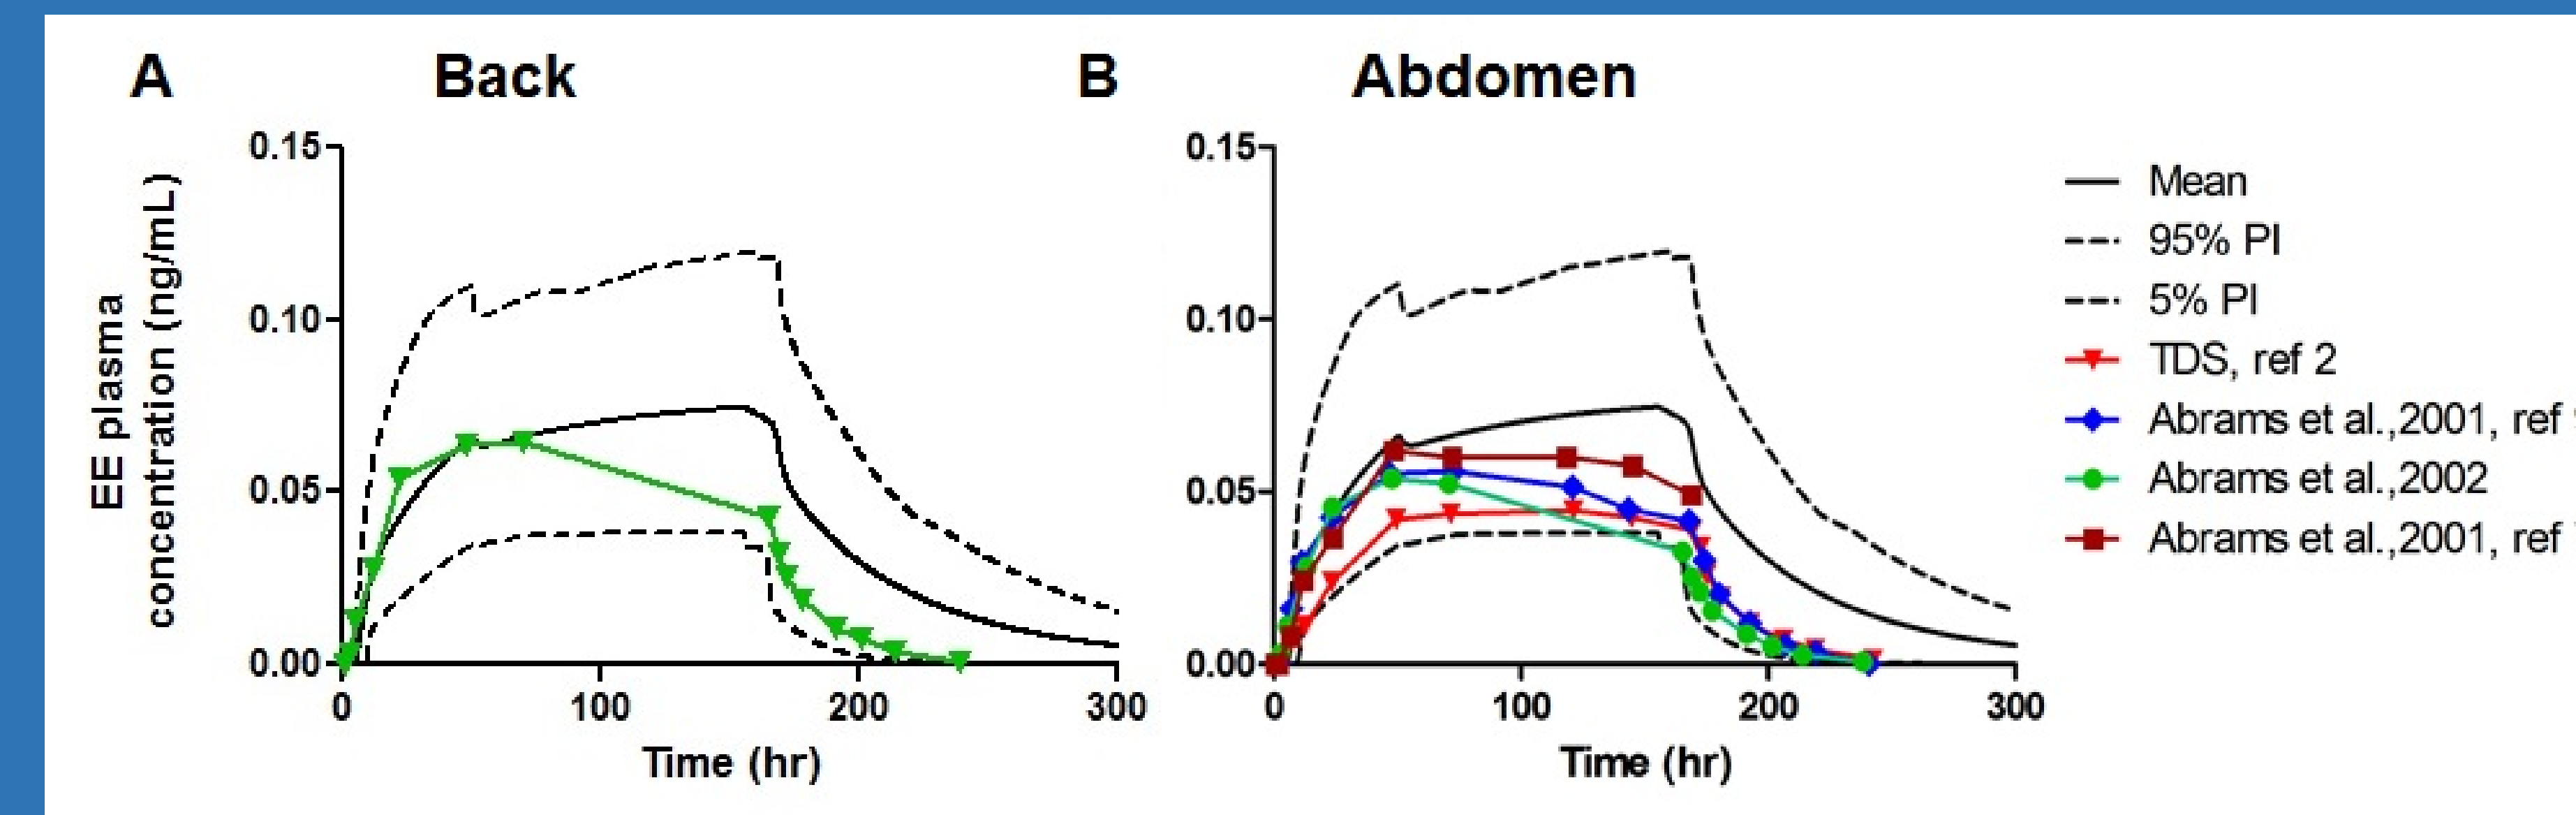 A Back
B Abdomen
EE plasma
concentration (ng/mL)
0.15
0.10
0.05
0.00
0 100 200 300
Time (hr)
0.15
0.10
0.05
0.00
0 100 200 300
Time (hr)
Mean
95% PI
5% PI
TDS, ref 2
Abrams et al.,2001, ref
Abrams et al.,2002
Abrams et al.,2001, ref